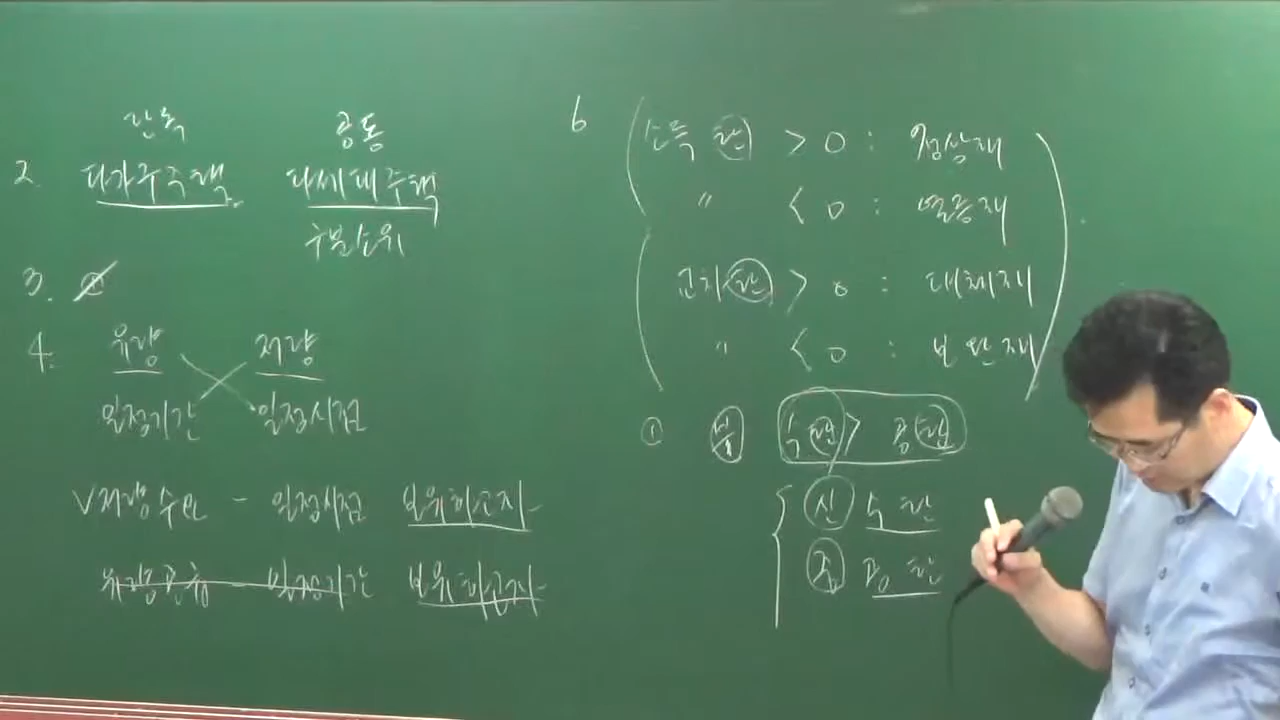 단독 공동
2. 다가구주택 다세대주택
구분소유
3.
4. 유량 저량
일정기간 일정시점
V 저량수요 - 일정시점 보유하고자
유량공급 - 일정기간 보유하고자
6 소득탄 > 0 : 정상재
〃 < 0 : 열등재
교차탄 > 0 : 대체재
〃 < 0 : 보완재
① 수탄 > 공탄
신 수탄
공탄